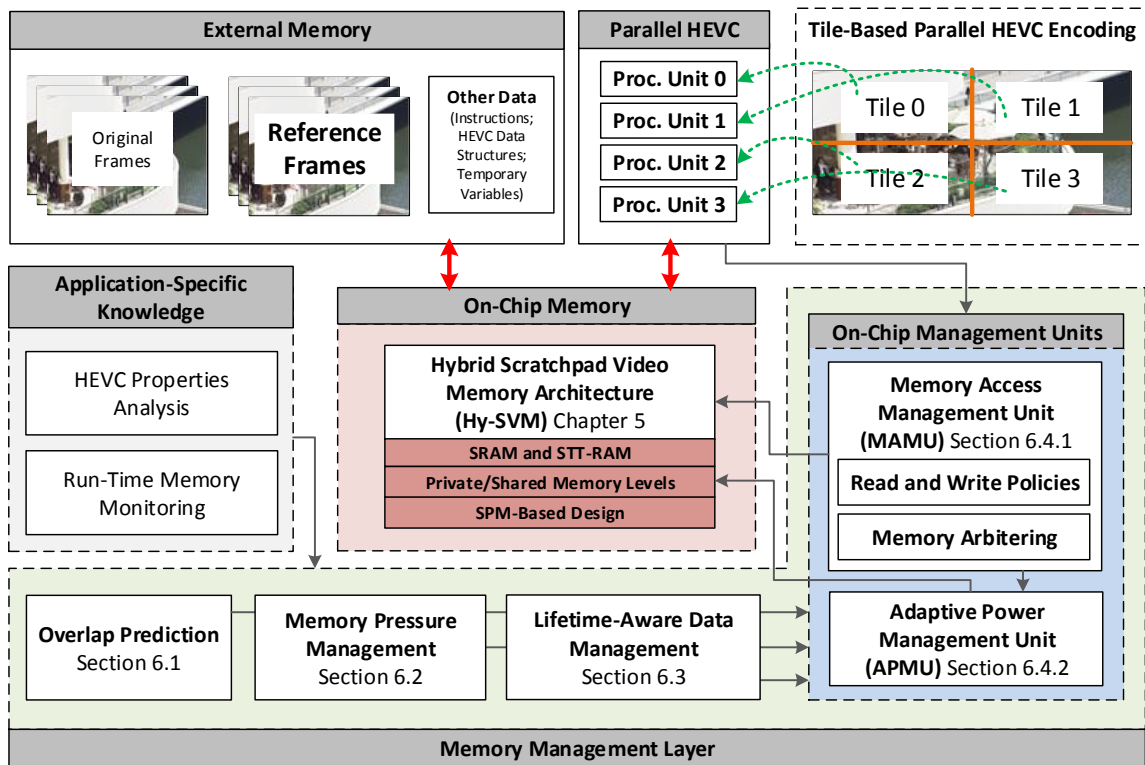 External Memory
Original
Frames
Reference
Frames
Other Data
(Instructions;
HEVC Data
Structures;
Temporary
Variables)
Parallel HEVC
Proc. Unit 0
Proc. Unit 1
Proc. Unit 2
Proc. Unit 3
Tile-Based Parallel HEVC Encoding
Tile 0
Tile 1
Tile 2
Tile 3
Application-Specific
Knowledge
HEVC Properties
Analysis
Run-Time Memory
Monitoring
On-Chip Memory
Hybrid Scratchpad Video
Memory Architecture
(Hy-SVM) Chapter 5
SRAM and STT-RAM
Private/Shared Memory Levels
SPM-Based Design
On-Chip Management Units
Memory Access
Management Unit
(MAMU) Section 6.4.1
Read and Write Policies
Memory Arbitering
Adaptive Power
Management Unit
(APMU) Section 6.4.2
Overlap Prediction
Section 6.1
Memory Pressure
Management
Section 6.2
Lifetime-Aware Data
Management
Section 6.3
Memory Management Layer